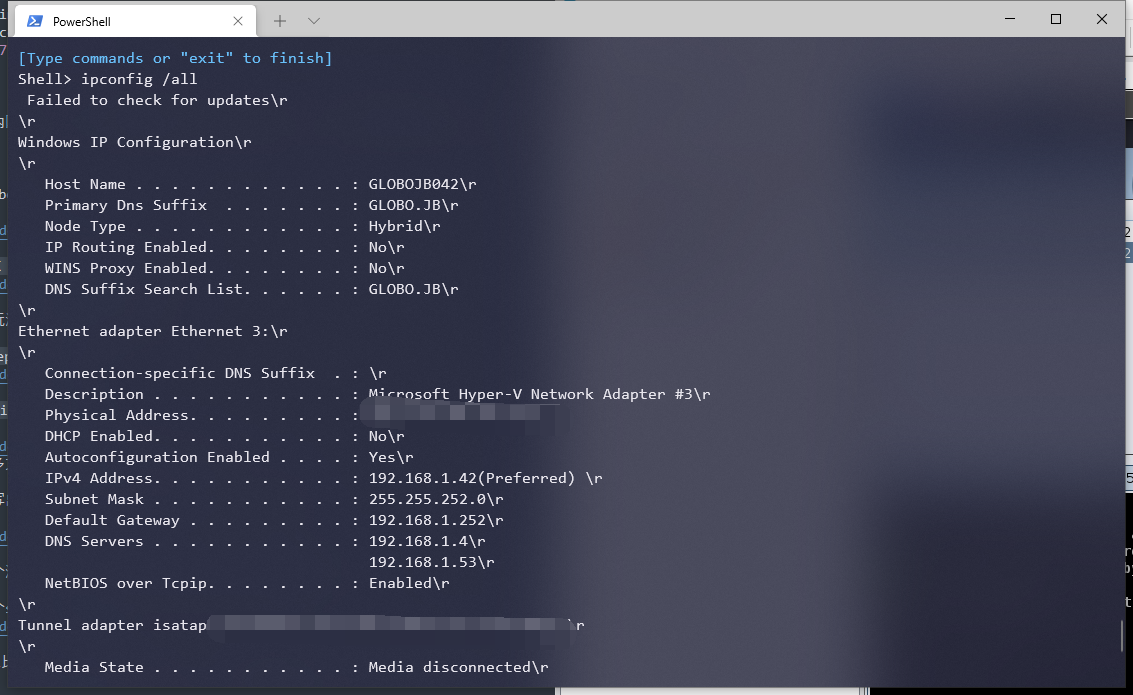 PowerShell
[Type commands or "exit" to finish]
Shell> ipconfig /all
 Failed to check for updates\r
\r
Windows IP Configuration\r
\r
   Host Name . . . . . . . . . . . . : GLOBOJB042\r
   Primary Dns Suffix  . . . . . . . : GLOBO.JB\r
   Node Type . . . . . . . . . . . . : Hybrid\r
   IP Routing Enabled. . . . . . . . : No\r
   WINS Proxy Enabled. . . . . . . . : No\r
   DNS Suffix Search List. . . . . . : GLOBO.JB\r
\r
Ethernet adapter Ethernet 3:\r
\r
   Connection-specific DNS Suffix  . : \r
   Description . . . . . . . . . . . : Microsoft Hyper-V Network Adapter #3\r
   Physical Address. . . . . . . . . :
   DHCP Enabled. . . . . . . . . . . : No\r
   Autoconfiguration Enabled . . . . : Yes\r
   IPv4 Address. . . . . . . . . . . : 192.168.1.42(Preferred) \r
   Subnet Mask . . . . . . . . . . . : 255.255.252.0\r
   Default Gateway . . . . . . . . . : 192.168.1.252\r
   DNS Servers . . . . . . . . . . . : 192.168.1.4\r
                                       192.168.1.53\r
   NetBIOS over Tcpip. . . . . . . . : Enabled\r
\r
Tunnel adapter isatap \r
\r
   Media State . . . . . . . . . . . : Media disconnected\r